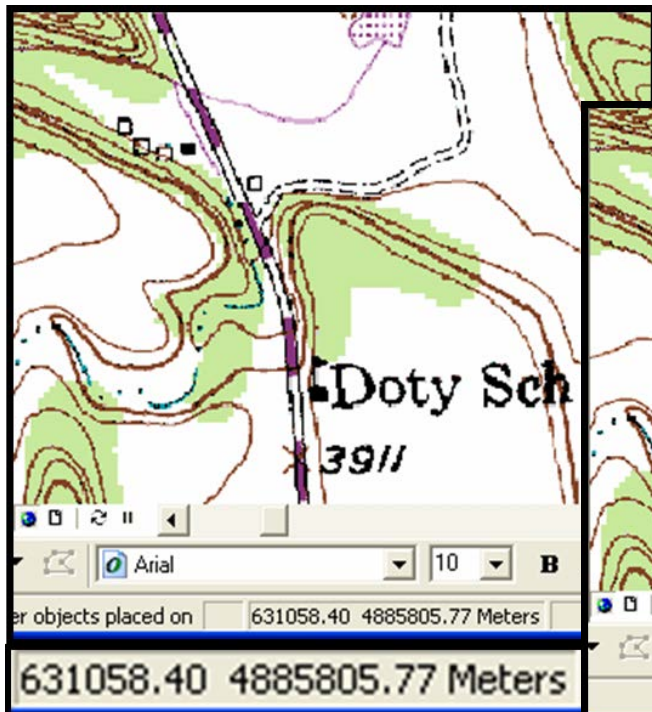 Doty Sch
3911
Arial
10
B
er objects placed on
631058.40 4885805.77 Meters
631058.40 4885805.77 Meters